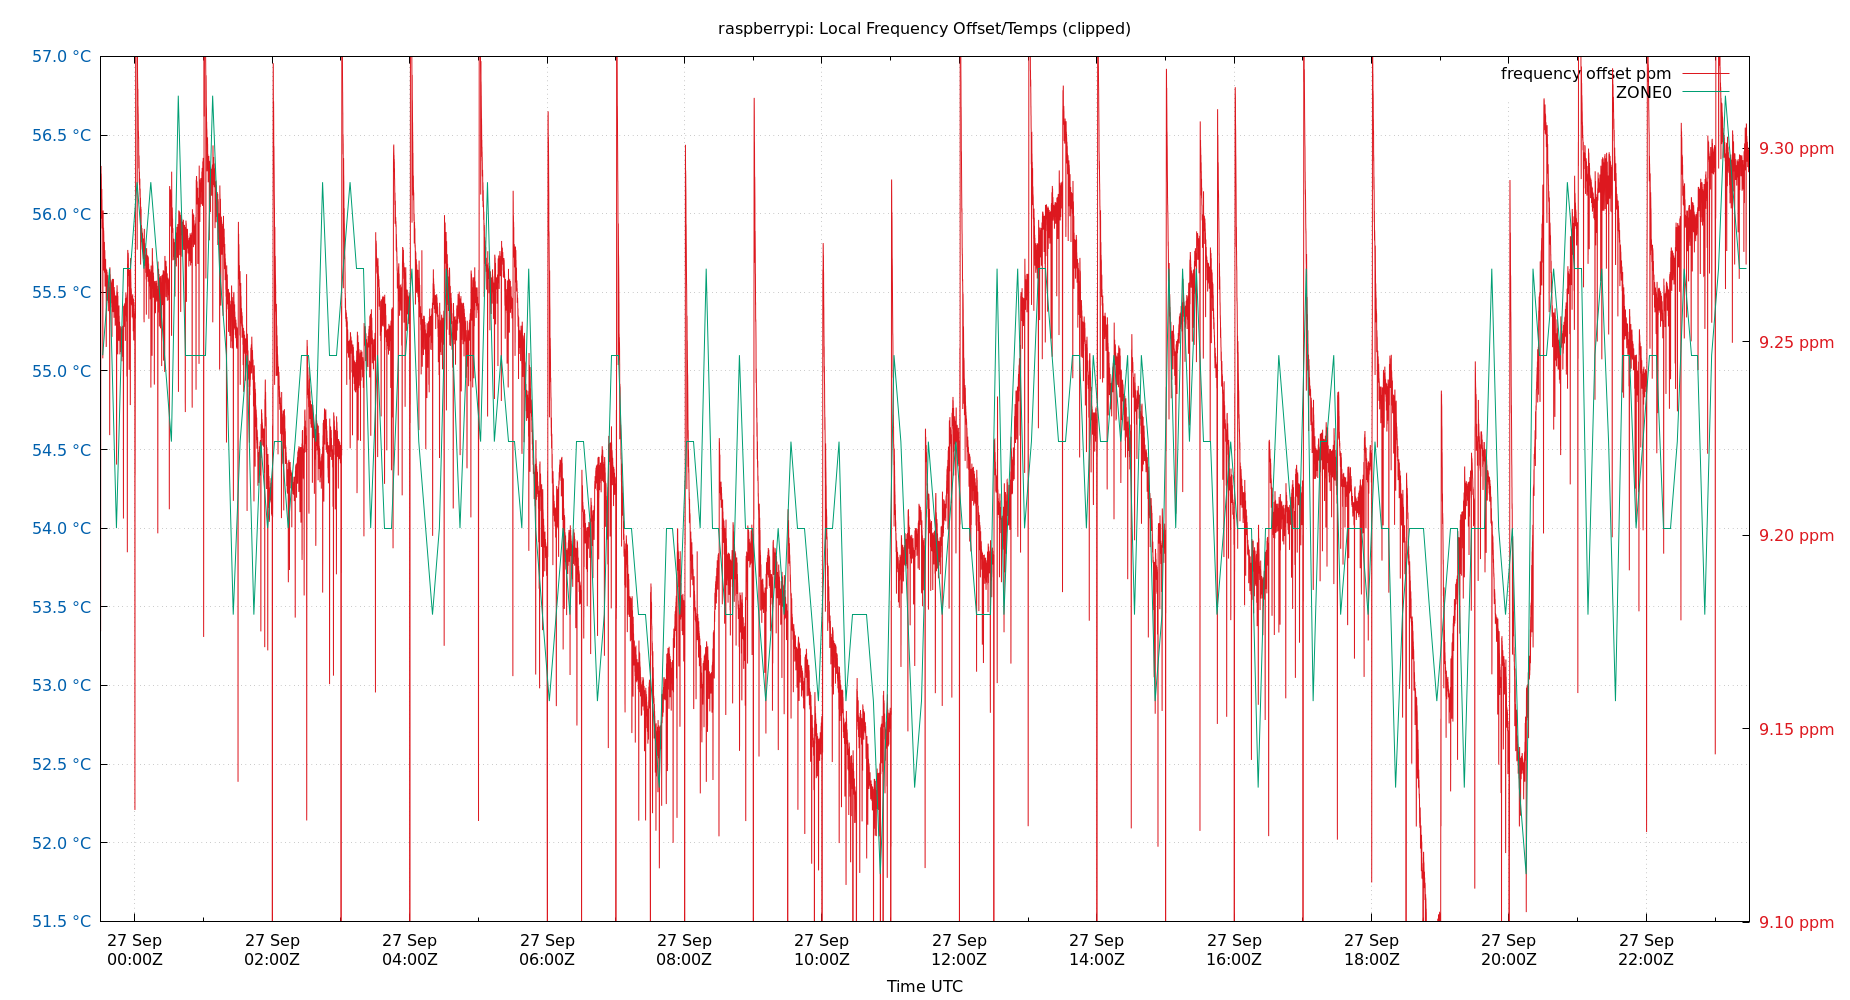 raspberrypi: Local Frequency Offset/Temps (clipped)
57.0 °C
56.5 °C
56.0 °C
55.5 °C
55.0 °C
54.5 °C
54.0 °C
53.5 °C
53.0 °C
52.5 °C
52.0 °C
51.5 °C
frequency offset ppm
ZONE0
9.30 ppm
9.25 ppm
9.20 ppm
9.15 ppm
9.10 ppm
27 Sep 27 Sep 27 Sep 27 Sep 27 Sep 27 Sep 27 Sep 27 Sep 27 Sep 27 Sep 27 Sep 27 Sep
00:00Z 02:00Z 04:00Z 06:00Z 08:00Z 10:00Z 12:00Z 14:00Z 16:00Z 18:00Z 20:00Z 22:00Z
Time UTC